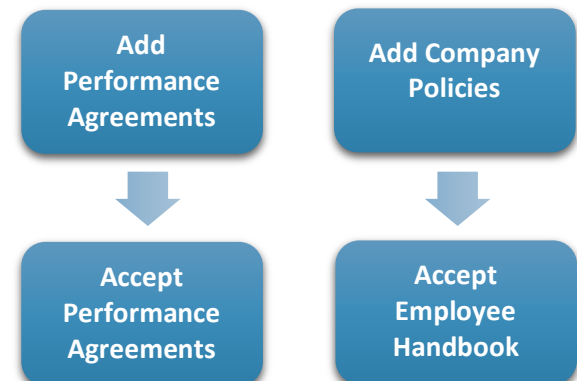 Add
Performance
Agreements
Add Company
Policies
Accept
Performance
Agreements
Accept
Employee
Handbook